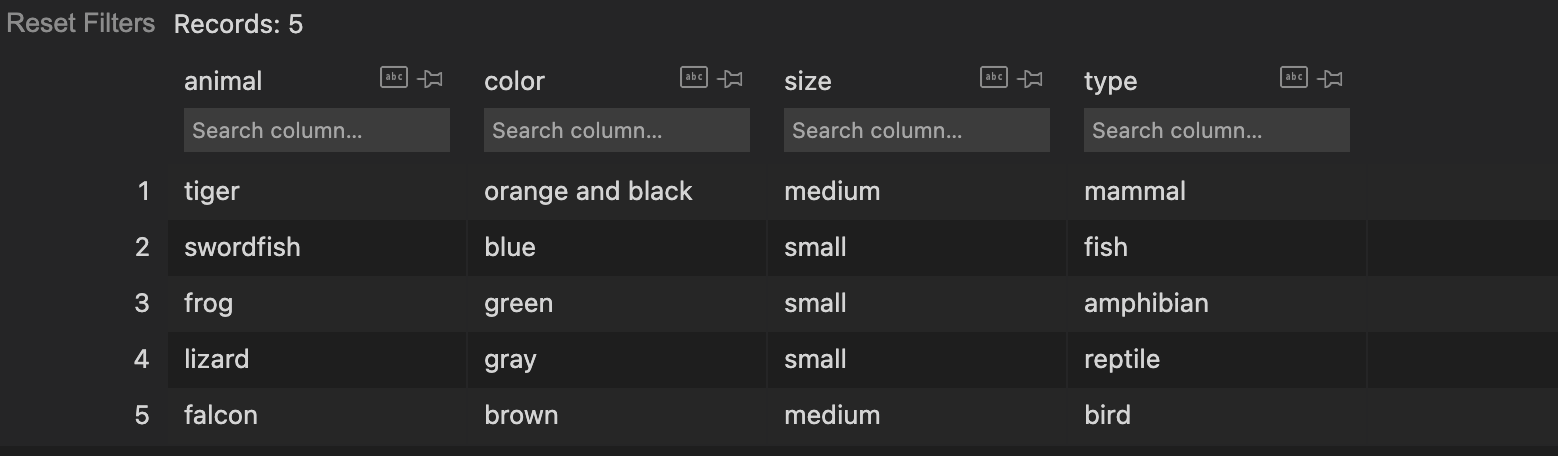 Reset Filters Records: 5
animal abc color abc size abc type abc
Search column... Search column... Search column... Search column...
1 tiger orange and black medium mammal
2 swordfish blue small fish
3 frog green small amphibian
4 lizard gray small reptile
5 falcon brown medium bird